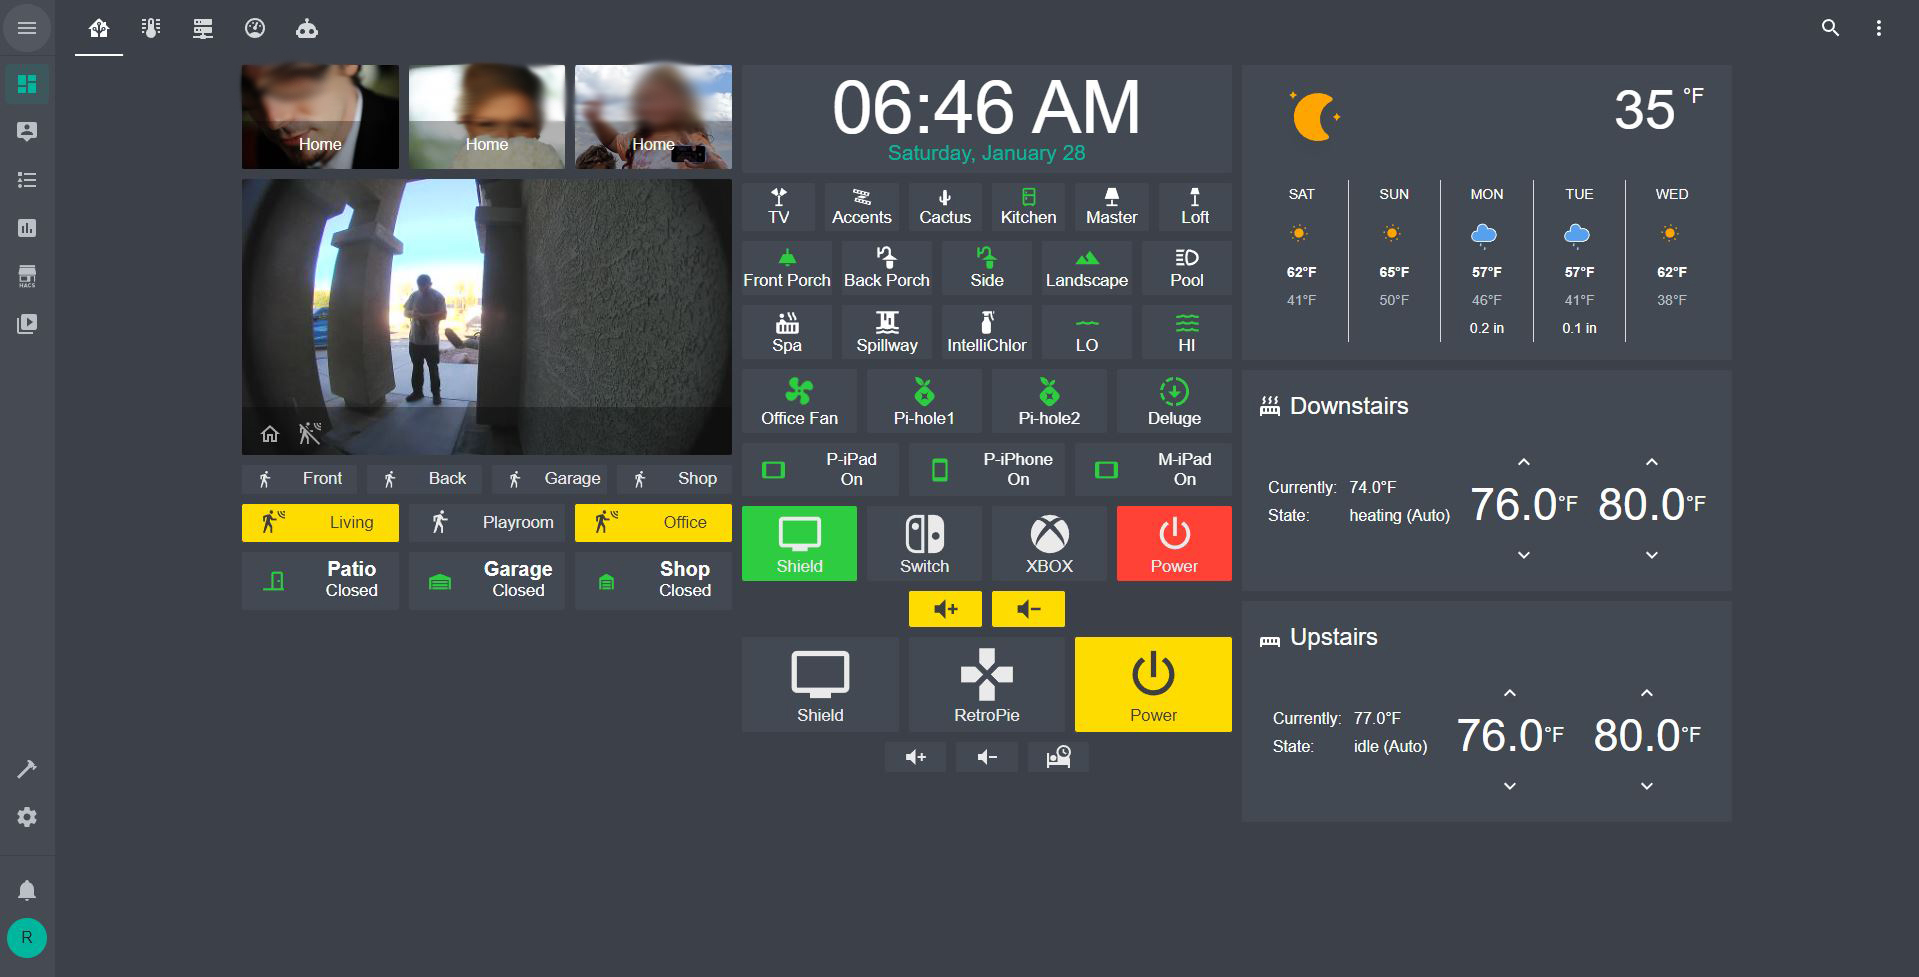 HACS
R
Home
Home
Home
Front
Back
Garage
Shop
Living
Playroom
Office
Patio
Closed
Garage
Closed
Shop
Closed
06:46 AM
Saturday, January 28
TV
Accents
Cactus
Kitchen
Master
Loft
Front Porch
Back Porch
Side
Landscape
Pool
Spa
Spillway
IntelliChlor
LO
HI
Office Fan
Pi-hole1
Pi-hole2
Deluge
P-iPad
On
P-iPhone
On
M-iPad
On
Shield
Switch
XBOX
Power
Shield
RetroPie
Power
35 °F
SAT
SUN
MON
TUE
WED
62°F
65°F
57°F
57°F
62°F
41°F
50°F
46°F
41°F
38°F
0.2 in
0.1 in
Downstairs
Currently: 74.0°F
State: heating (Auto)
76.0°F
80.0°F
Upstairs
Currently: 77.0°F
State: idle (Auto)
76.0°F
80.0°F